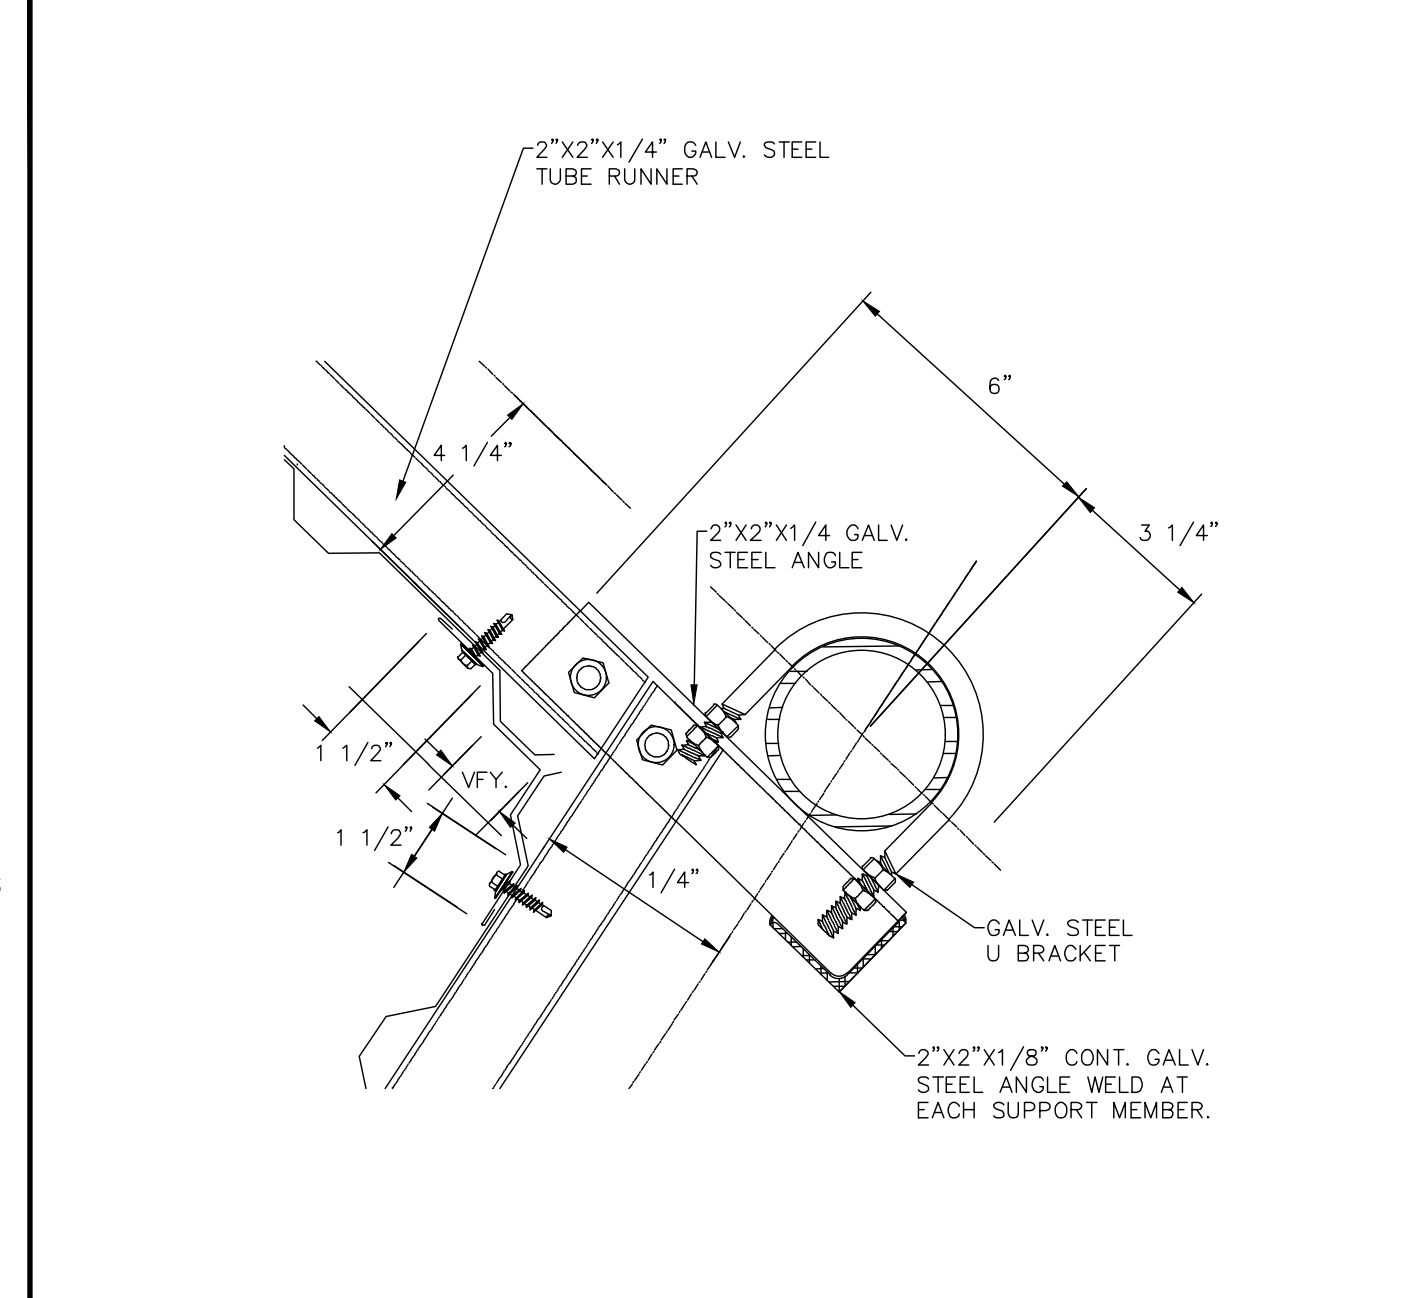 2”X2”X1/4” GALV. STEEL
TUBE RUNNER
6”
4 1/4”
3 1/4”
2”X2”X1/4 GALV.
STEEL ANGLE
1 1/2”
VFY.
1 1/2”
1/4”
GALV. STEEL
U BRACKET
2”X2”X1/8” CONT. GALV.
STEEL ANGLE WELD AT
EACH SUPPORT MEMBER.